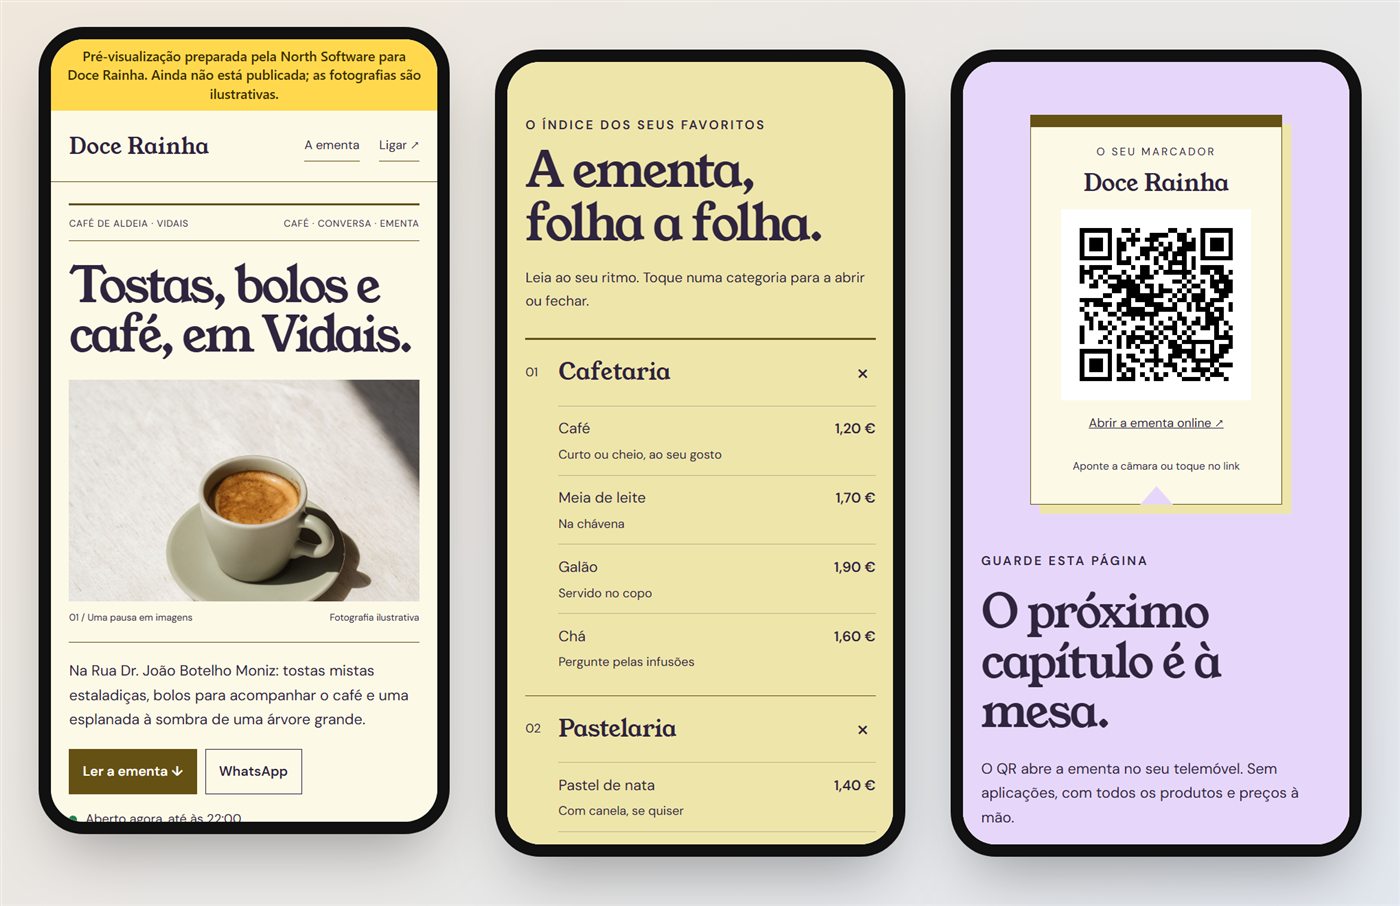 Pré-visualização preparada pela North Software para
Doce Rainha. Ainda não está publicada; as fotografias são
ilustrativas.
Doce Rainha
A ementa
Ligar ↗
CAFÉ DE ALDEIA · VIDAIS
CAFÉ · CONVERSA · EMENTA
Tostas, bolos e
café, em Vidais.
01 / Uma pausa em imagens
Fotografia ilustrativa
Na Rua Dr. João Botelho Moniz: tostas mistas
estaladiças, bolos para acompanhar o café e uma
esplanada à sombra de uma árvore grande.
Ler a ementa ↓
WhatsApp
Aberto agora, até às 22:00
O ÍNDICE DOS SEUS FAVORITOS
A ementa,
folha a folha.
Leia ao seu ritmo. Toque numa categoria para a abrir
ou fechar.
01 Cafetaria ×
Café 1,20 €
Curto ou cheio, ao seu gosto
Meia de leite 1,70 €
Na chávena
Galão 1,90 €
Servido no copo
Chá 1,60 €
Pergunte pelas infusões
02 Pastelaria ×
Pastel de nata 1,40 €
Com canela, se quiser
O SEU MARCADOR
Doce Rainha
Abrir a ementa online ↗
Aponte a câmara ou toque no link
GUARDE ESTA PÁGINA
O próximo
capítulo é à
mesa.
O QR abre a ementa no seu telemóvel. Sem
aplicações, com todos os produtos e preços à
mão.